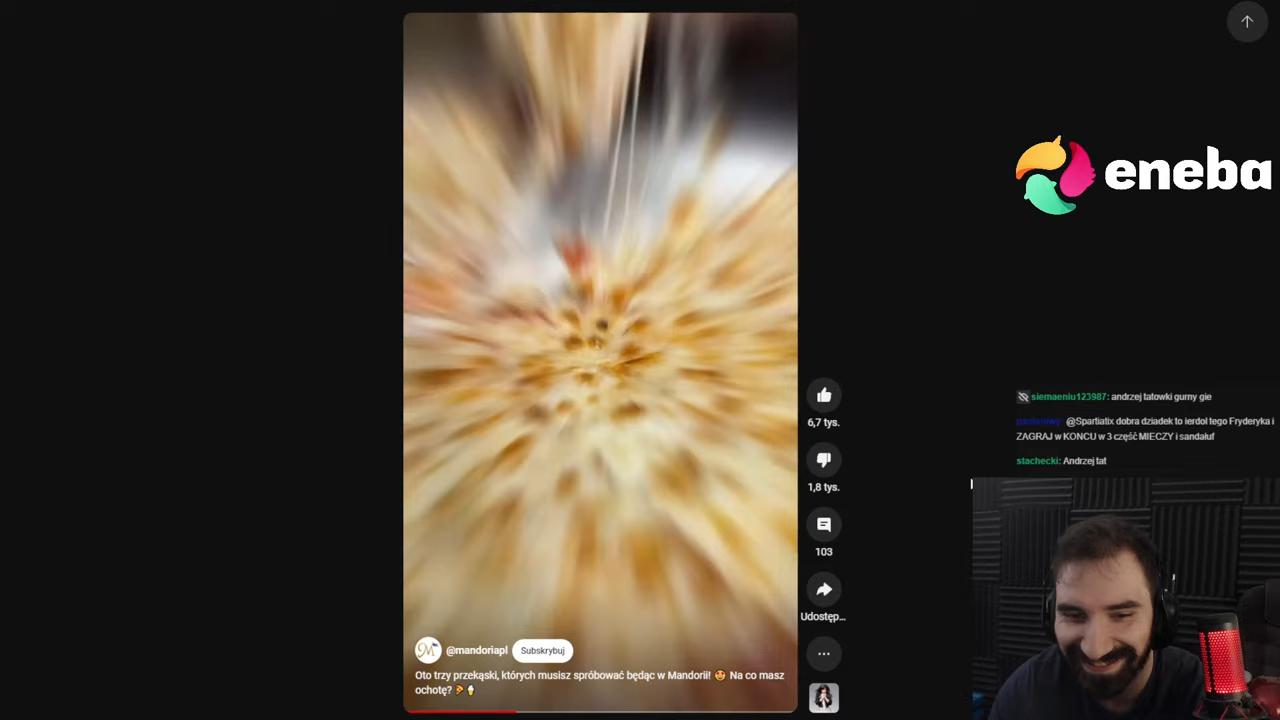 eneba
6,7 tys.
1,8 tys.
103
Udostęp...
siemaeniu123987: andrzej tatowki gurny gie
@Spartiatix dobra dziadek to ierdol tego Fryderyka i
ZAGRAJ w KONCU w 3 część MIECZY i sandałuf
stachecki: Andrzej tat
@mandoriapl Subskrybuj
Oto trzy przekąski, których musisz spróbować będąc w Mandorii! 😍 Na co masz
ochotę? 🍕🍦